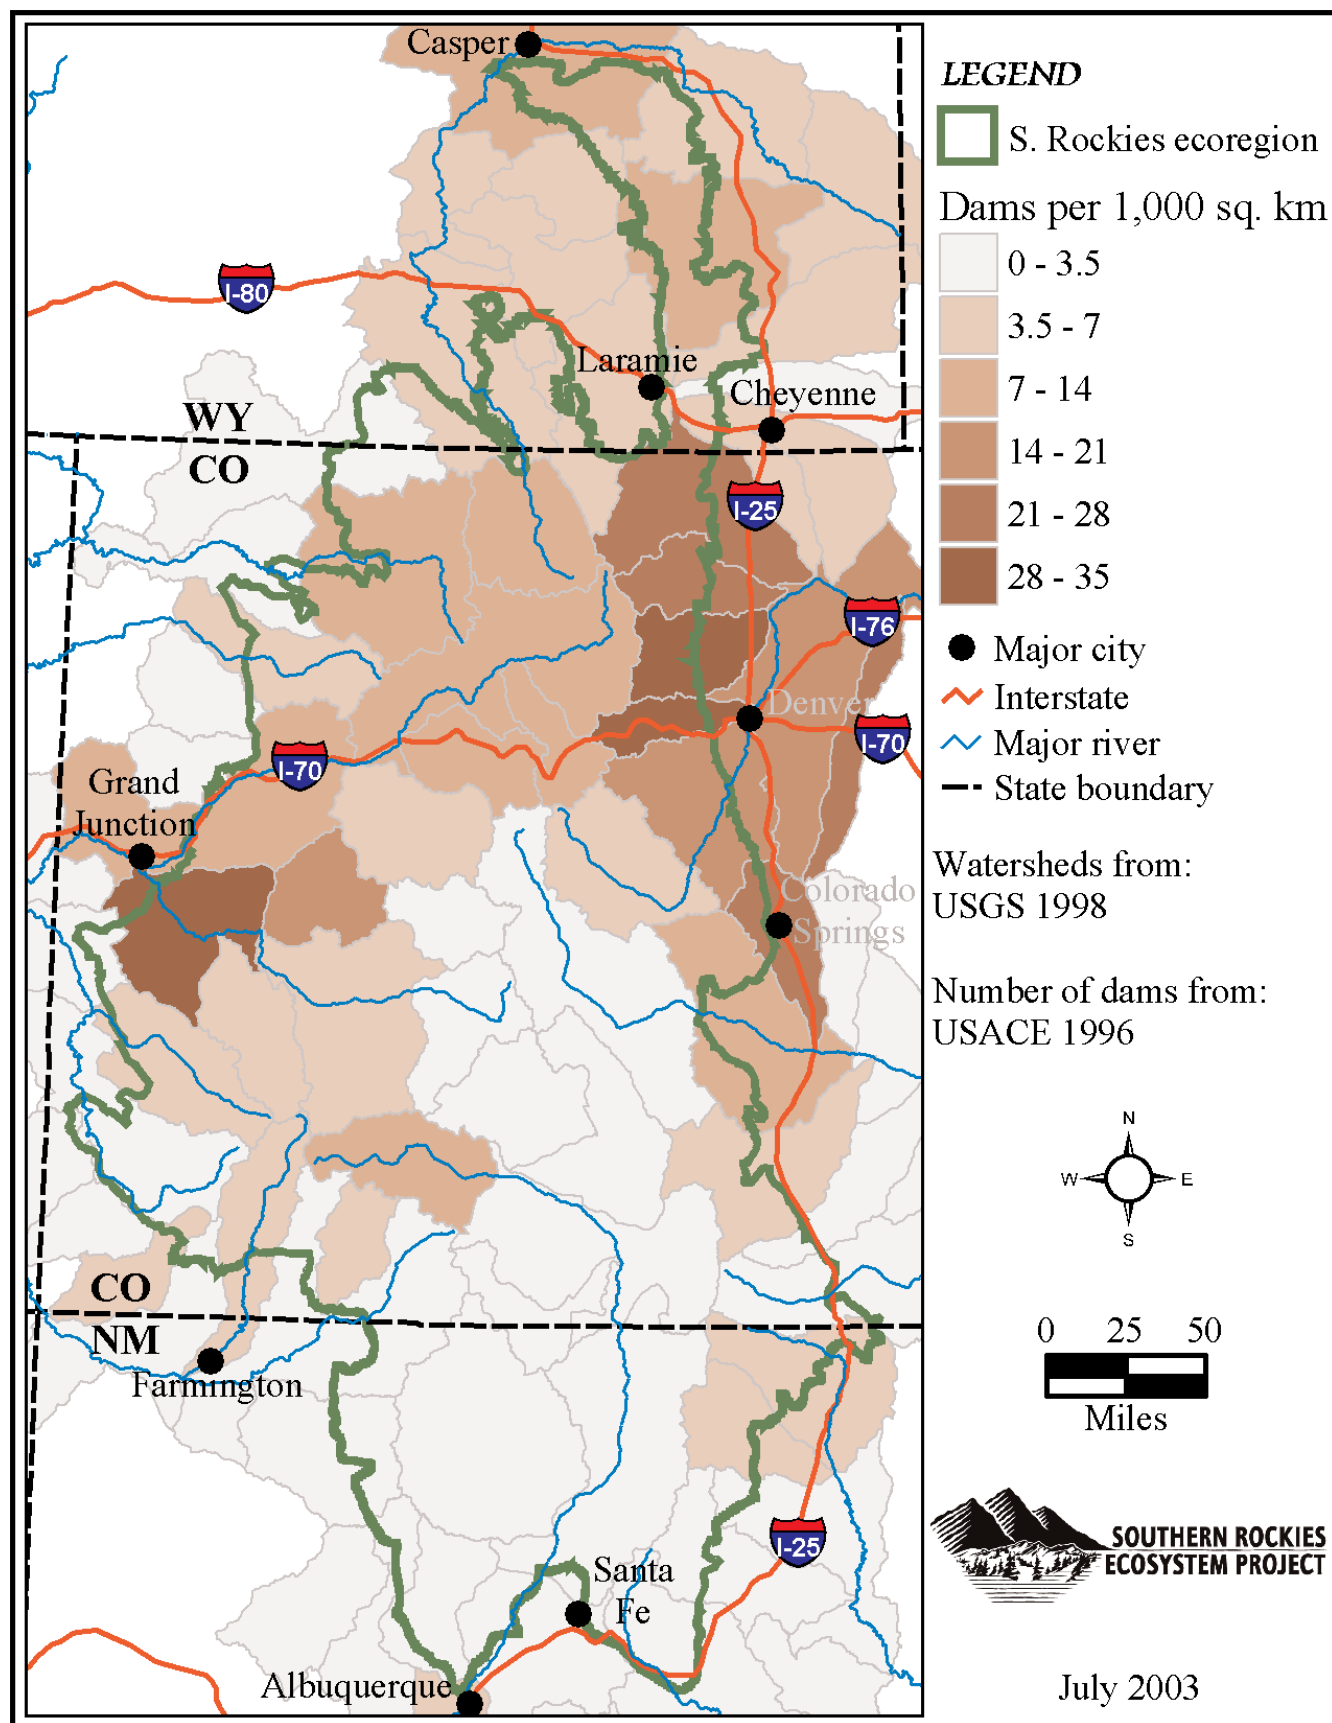 Casper
I-80
Laramie
Cheyenne
WY
CO
I-25
I-76
Denver
I-70
I-70
Grand
Junction
Colorado
Springs
CO
NM
Farmington
I-25
Santa
Fe
Albuquerque
LEGEND
S. Rockies ecoregion
Dams per 1,000 sq. km
0 - 3.5
3.5 - 7
7 - 14
14 - 21
21 - 28
28 - 35
Major city
Interstate
Major river
State boundary
Watersheds from:
USGS 1998
Number of dams from:
USACE 1996
N
W E
S
0 25 50
Miles
SOUTHERN ROCKIES
ECOSYSTEM PROJECT
July 2003